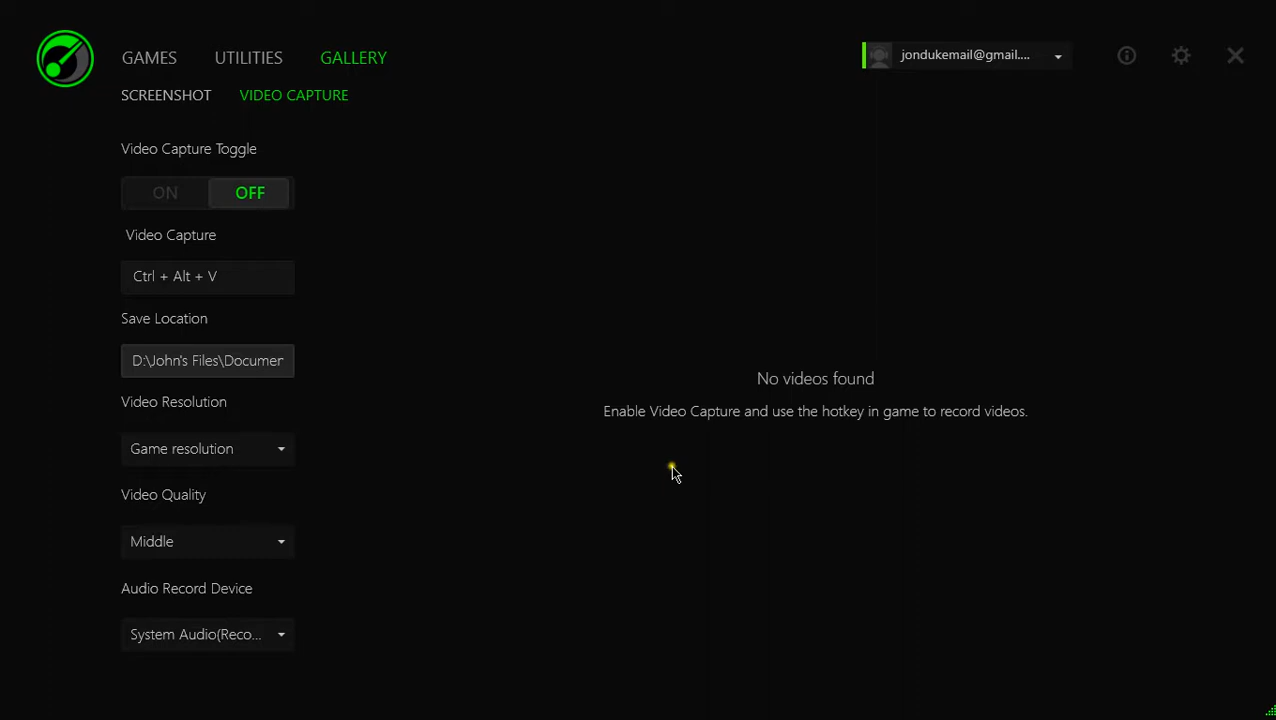 GAMES UTILITIES GALLERY
jondukemail@gmail....
SCREENSHOT VIDEO CAPTURE
Video Capture Toggle
ON OFF
Video Capture
Ctrl + Alt + V
Save Location
D:\John's Files\Documer
Video Resolution
Game resolution
Video Quality
Middle
Audio Record Device
System Audio(Reco...
No videos found
Enable Video Capture and use the hotkey in game to record videos.